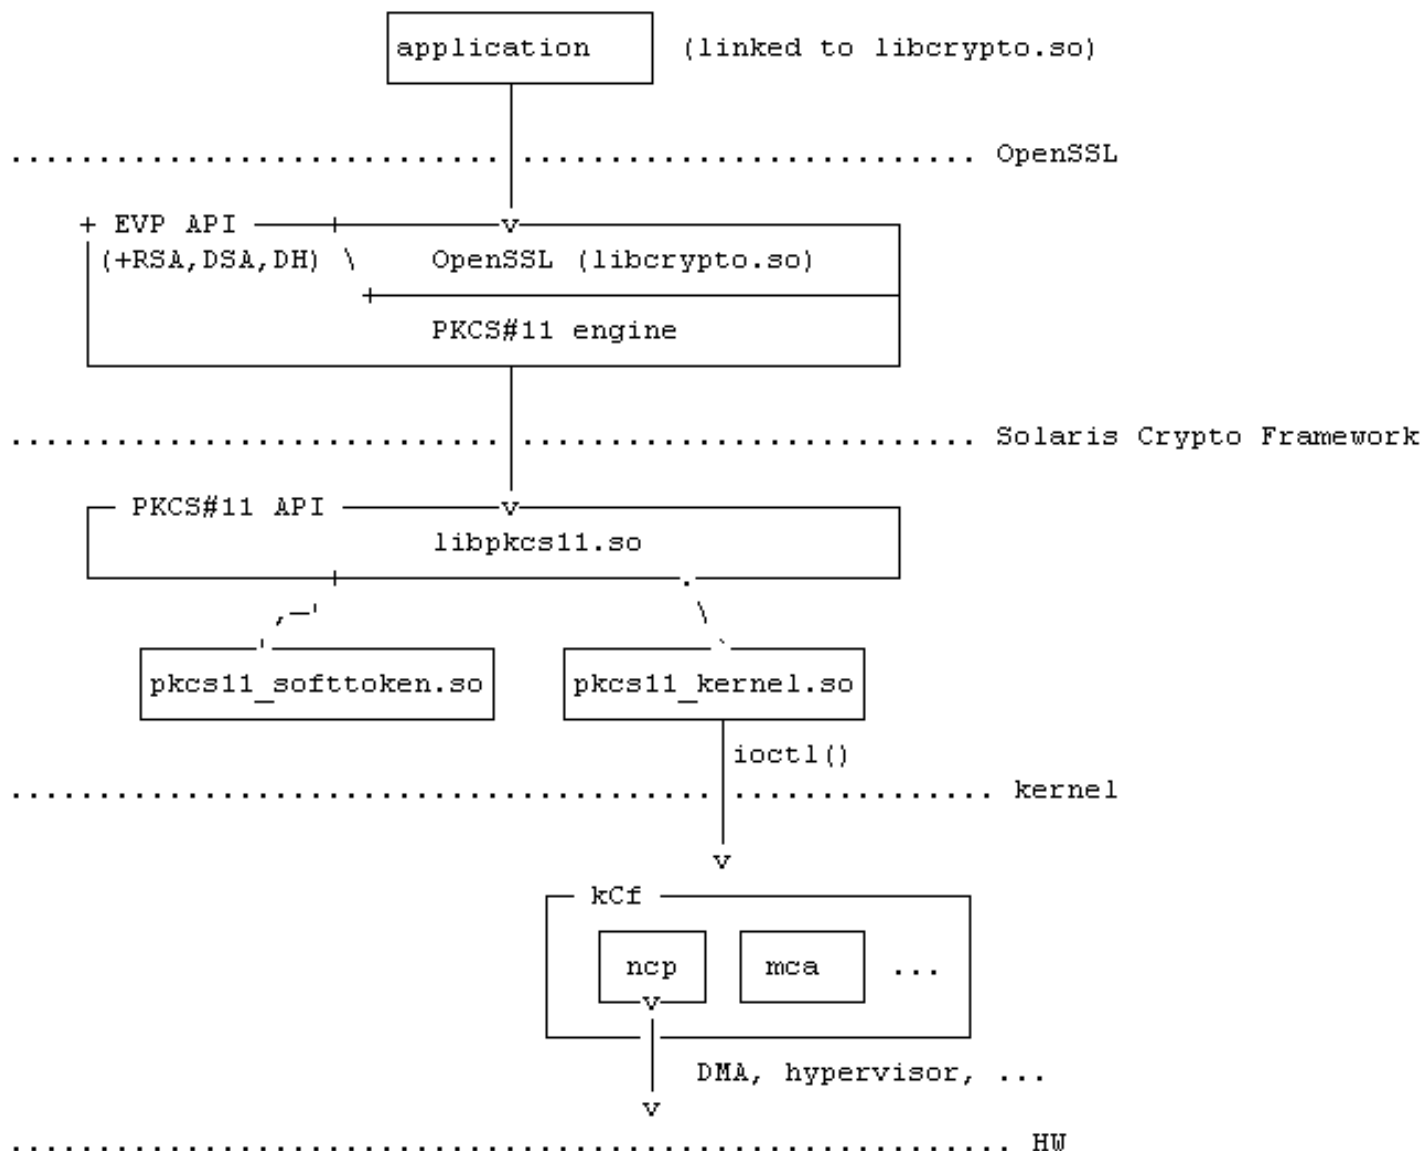 application (linked to libcrypto.so)
OpenSSL
EVP API
(+RSA,DSA,DH) OpenSSL (libcrypto.so)
PKCS#11 engine
Solaris Crypto Framework
PKCS#11 API
libpkcs11.so
pkcs11_softtoken.so pkcs11_kernel.so
ioctl()
kernel
kCf
ncp mca ...
DMA, hypervisor, ...
HW